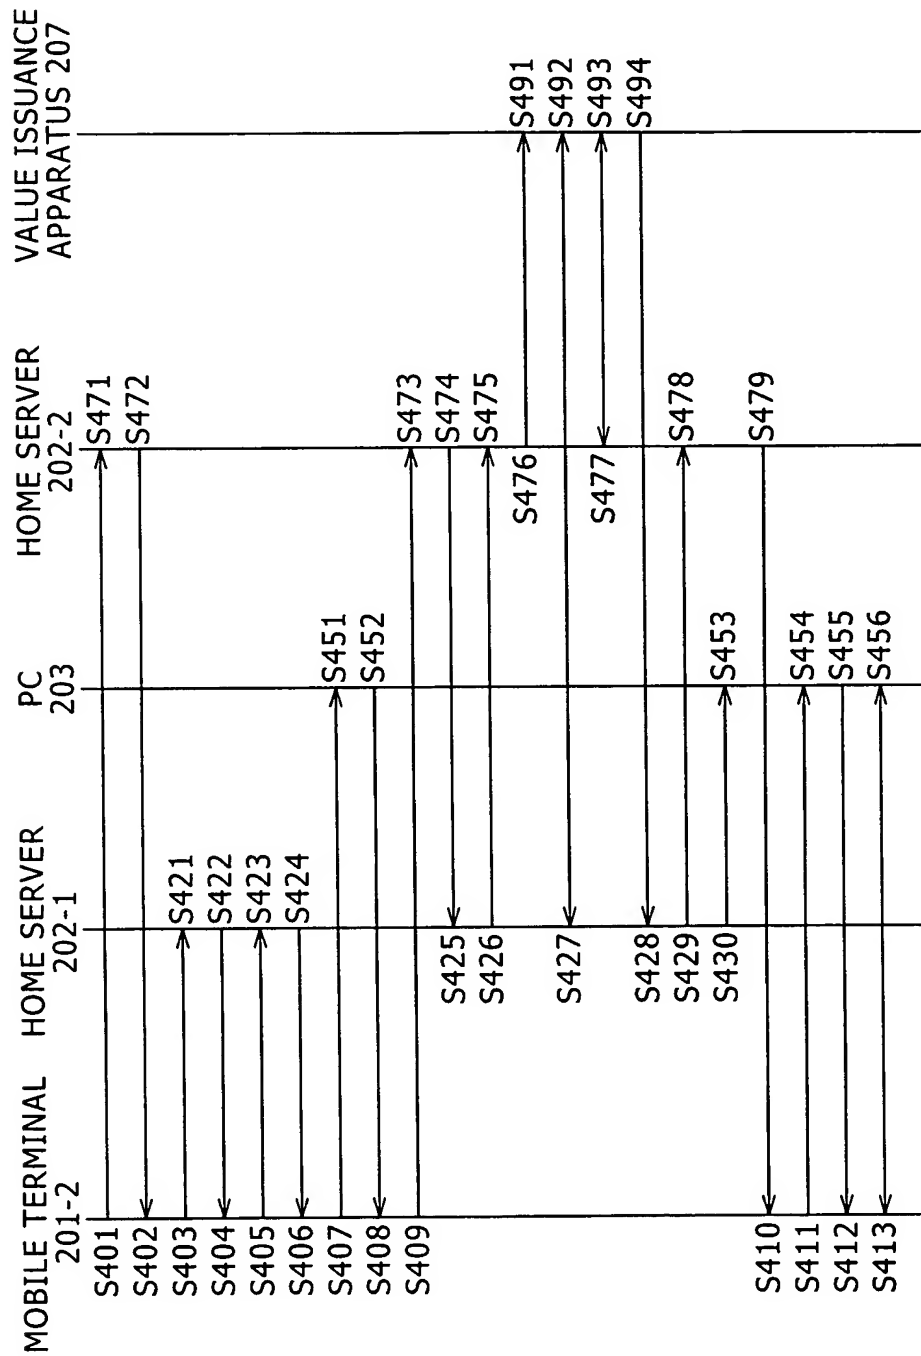 MOBILE TERMINAL
201-2
HOME SERVER
202-1
PC
203
HOME SERVER
202-2
VALUE ISSUANCE
APPARATUS 207
S401
S471
S402
S472
S403
S421
S404
S422
S405
S423
S406
S424
S407
S451
S408
S452
S409
S473
S425
S474
S426
S475
S476
S491
S427
S492
S477
S493
S428
S494
S429
S478
S430
S453
S410
S479
S411
S454
S412
S455
S413
S456